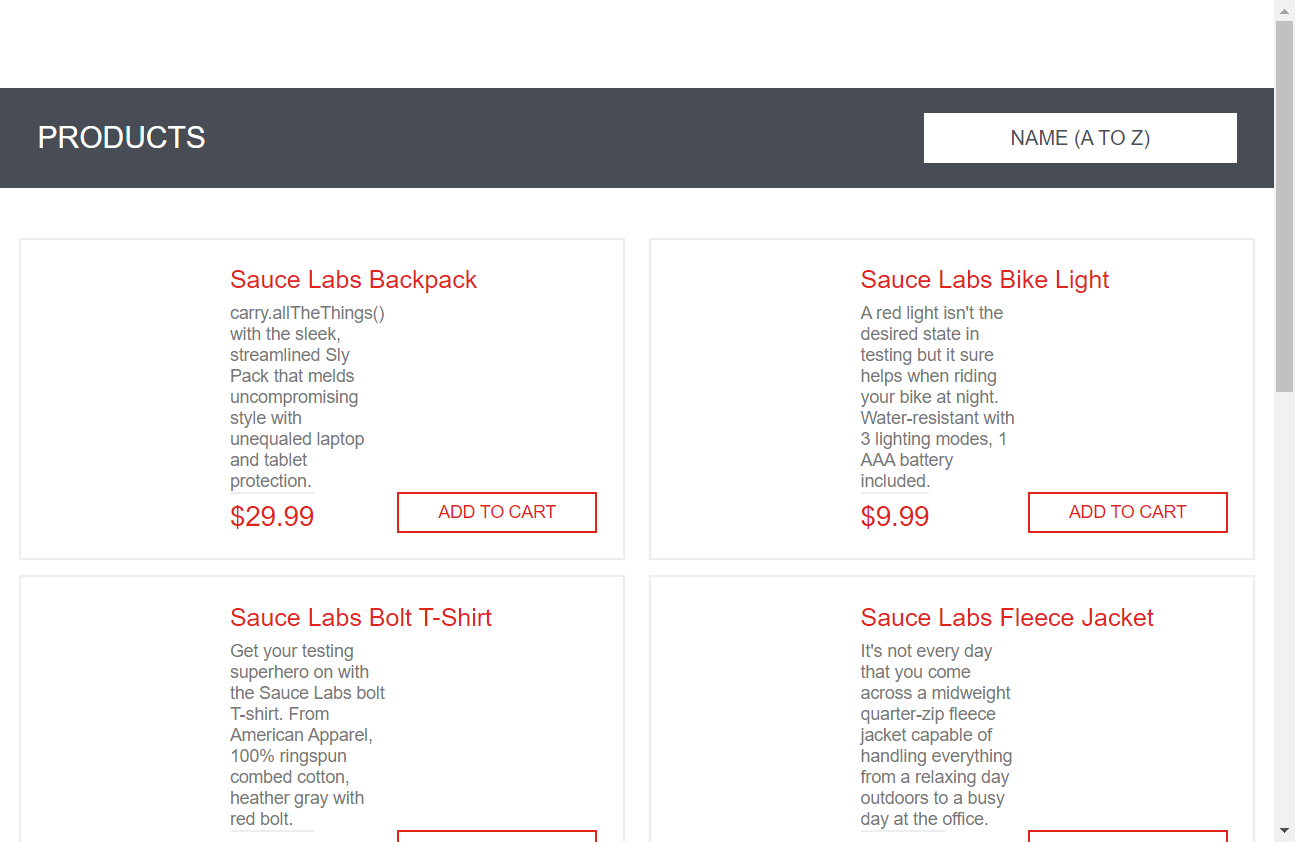 PRODUCTS
NAME (A TO Z)
Sauce Labs Backpack
carry.allTheThings()
with the sleek,
streamlined Sly
Pack that melds
uncompromising
style with
unequaled laptop
and tablet
protection.
$29.99
ADD TO CART
Sauce Labs Bike Light
A red light isn't the
desired state in
testing but it sure
helps when riding
your bike at night.
Water-resistant with
3 lighting modes, 1
AAA battery
included.
$9.99
ADD TO CART
Sauce Labs Bolt T-Shirt
Get your testing
superhero on with
the Sauce Labs bolt
T-shirt. From
American Apparel,
100% ringspun
combed cotton,
heather gray with
red bolt.
Sauce Labs Fleece Jacket
It's not every day
that you come
across a midweight
quarter-zip fleece
jacket capable of
handling everything
from a relaxing day
outdoors to a busy
day at the office.